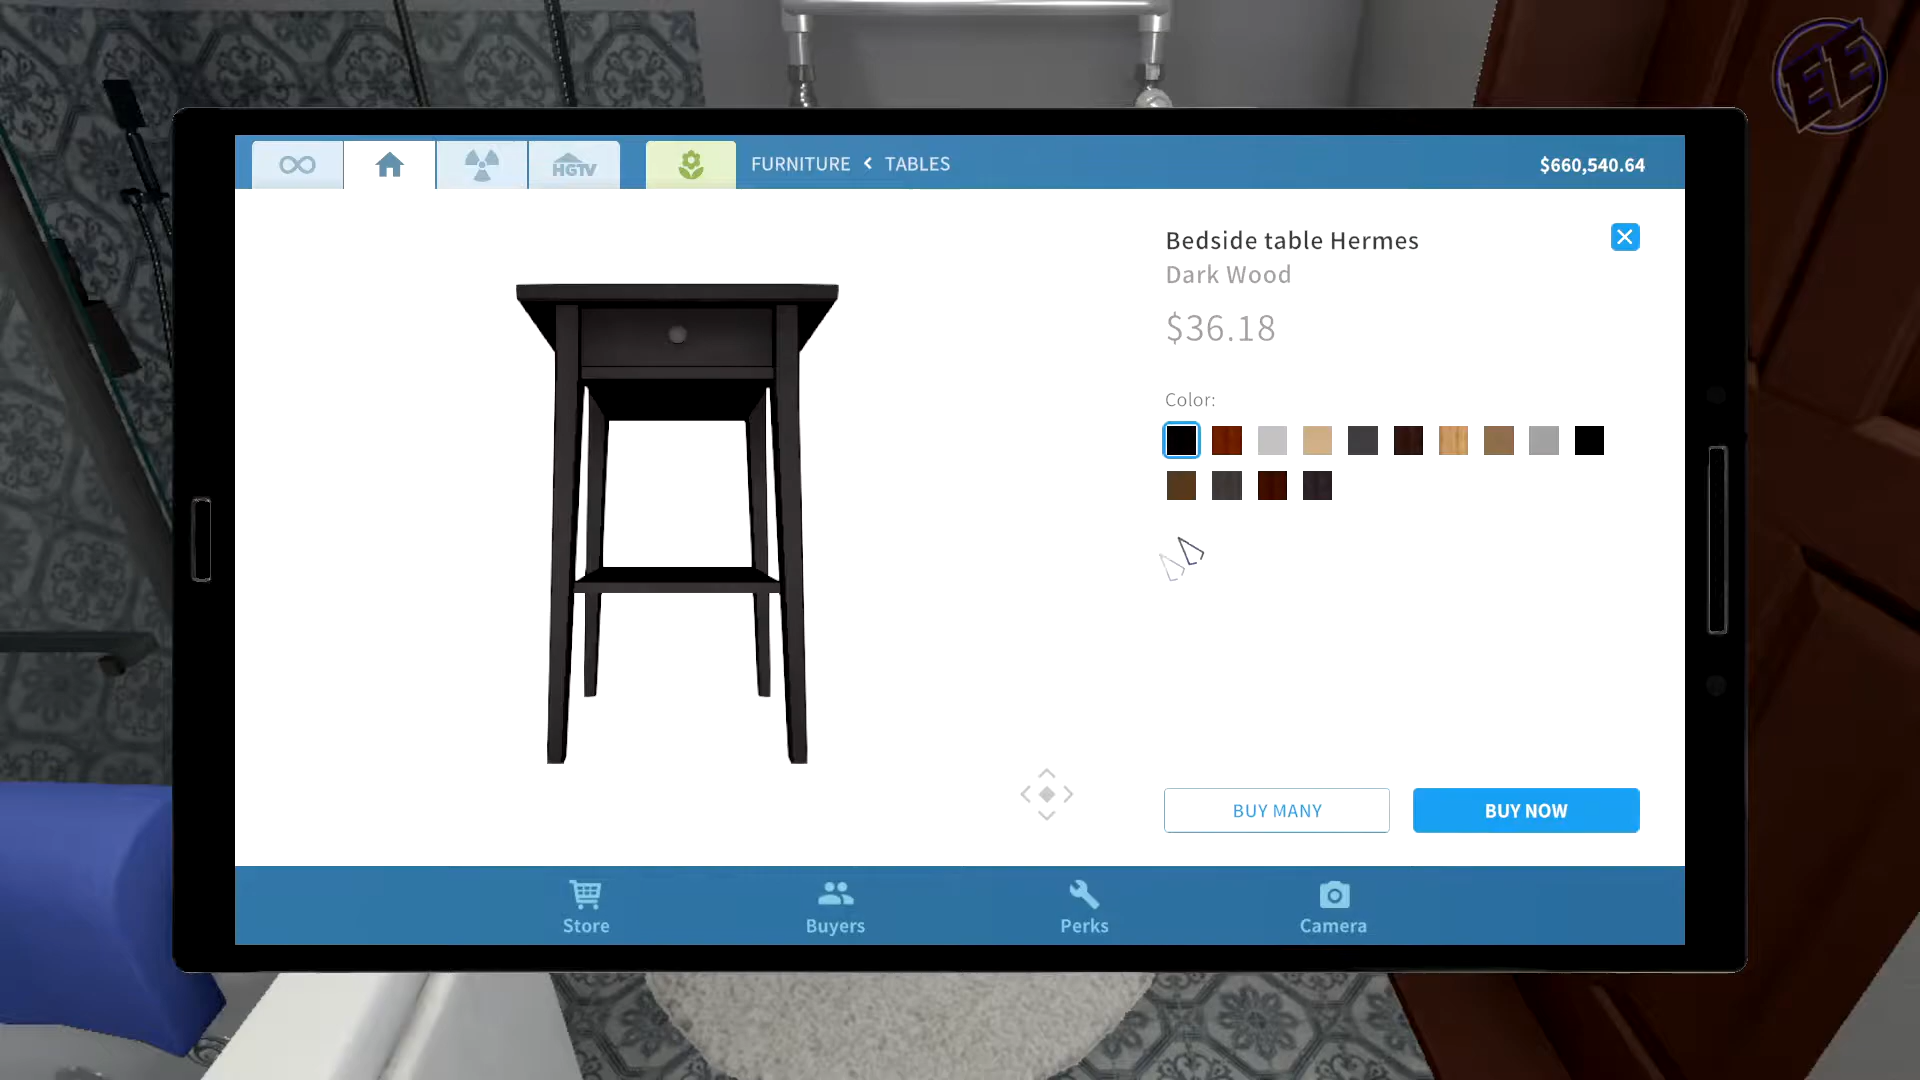 EE
HGTV
FURNITURE < TABLES
$660,540.64
Bedside table Hermes
Dark Wood
$36.18
Color:
BUY MANY
BUY NOW
Store
Buyers
Perks
Camera